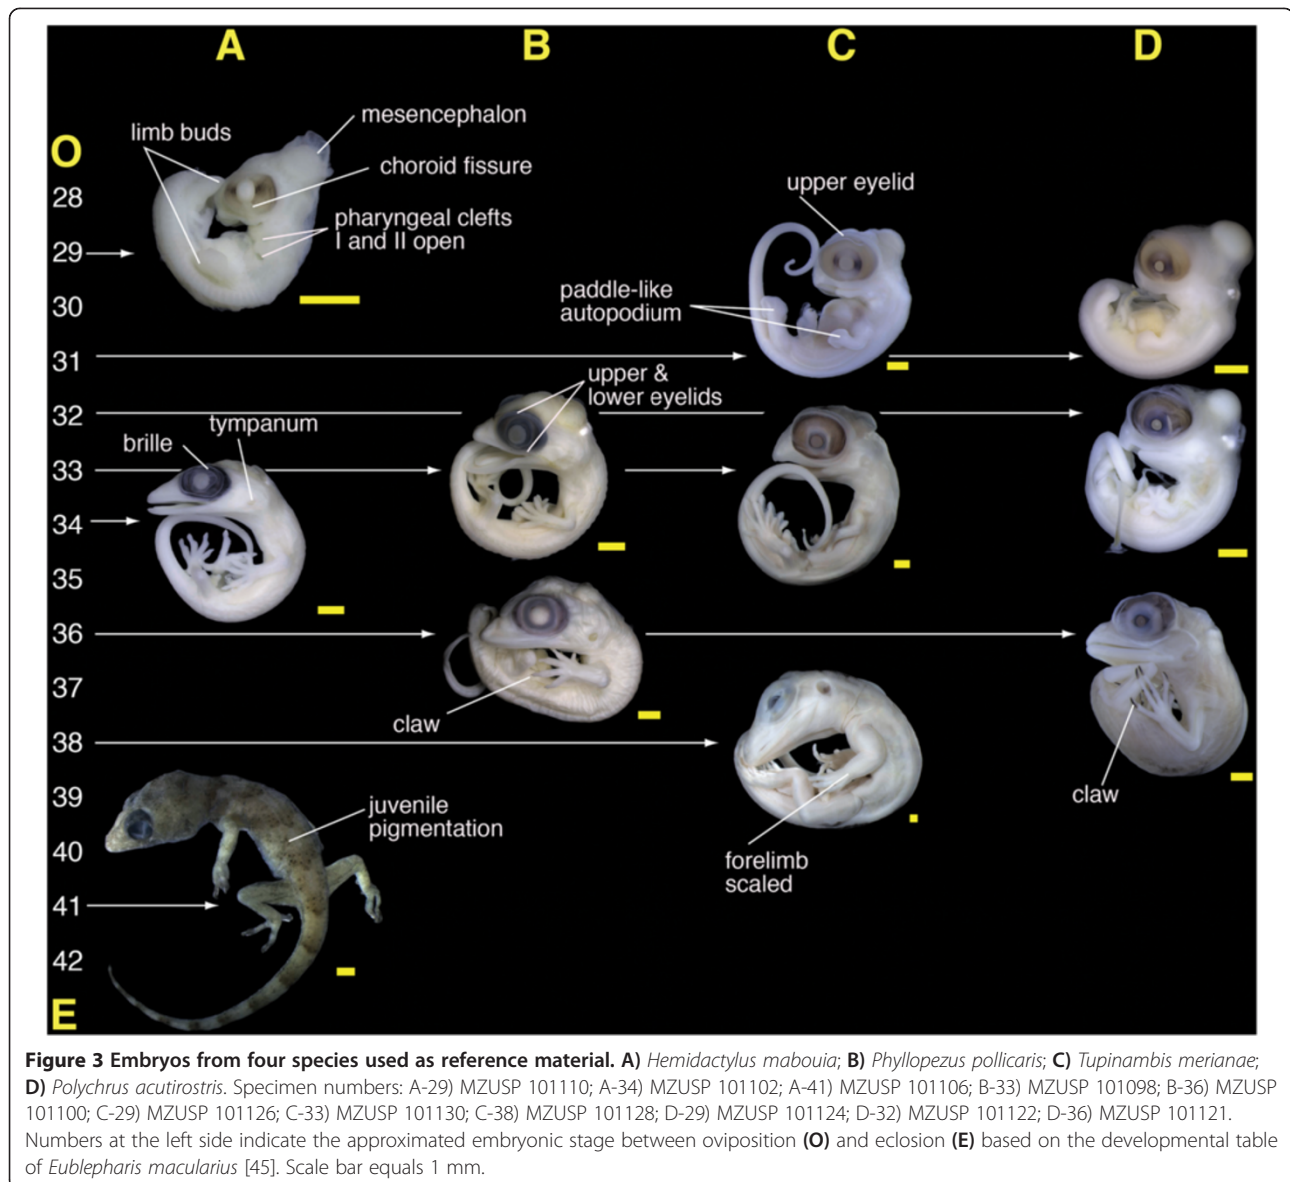 A B C D
O
mesencephalon
limb buds
choroid fissure
upper eyelid
28
pharyngeal clefts
I and II open
29
paddle-like
autopodium
30
31
upper &
lower eyelids
32
tympanum
brille
33
34
35
36
37
claw
38
claw
39
juvenile
pigmentation
40
forelimb
scaled
41
42
E
Figure 3 Embryos from four species used as reference material. A) Hemidactylus mabouia; B) Phyllopezus pollicaris; C) Tupinambis merianae;
D) Polychrus acutirostris. Specimen numbers: A-29) MZUSP 101110; A-34) MZUSP 101102; A-41) MZUSP 101106; B-33) MZUSP 101098; B-36) MZUSP
101100; C-29) MZUSP 101126; C-33) MZUSP 101130; C-38) MZUSP 101128; D-29) MZUSP 101124; D-32) MZUSP 101122; D-36) MZUSP 101121.
Numbers at the left side indicate the approximated embryonic stage between oviposition (O) and eclosion (E) based on the developmental table
of Eublepharis macularius [45]. Scale bar equals 1 mm.